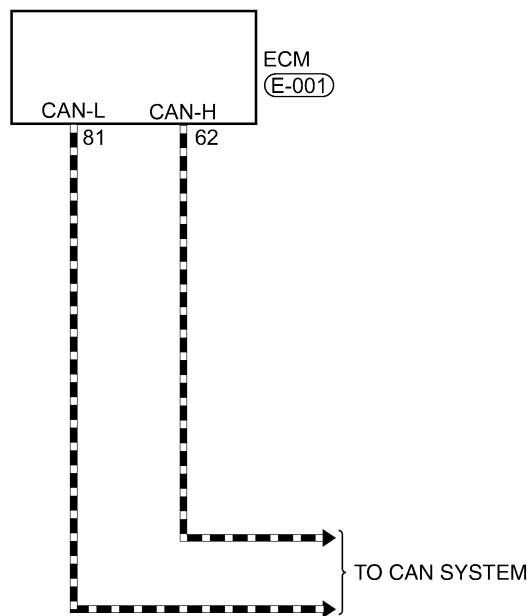 ECM
E-001
CAN-L CAN-H
81 62
TO CAN SYSTEM